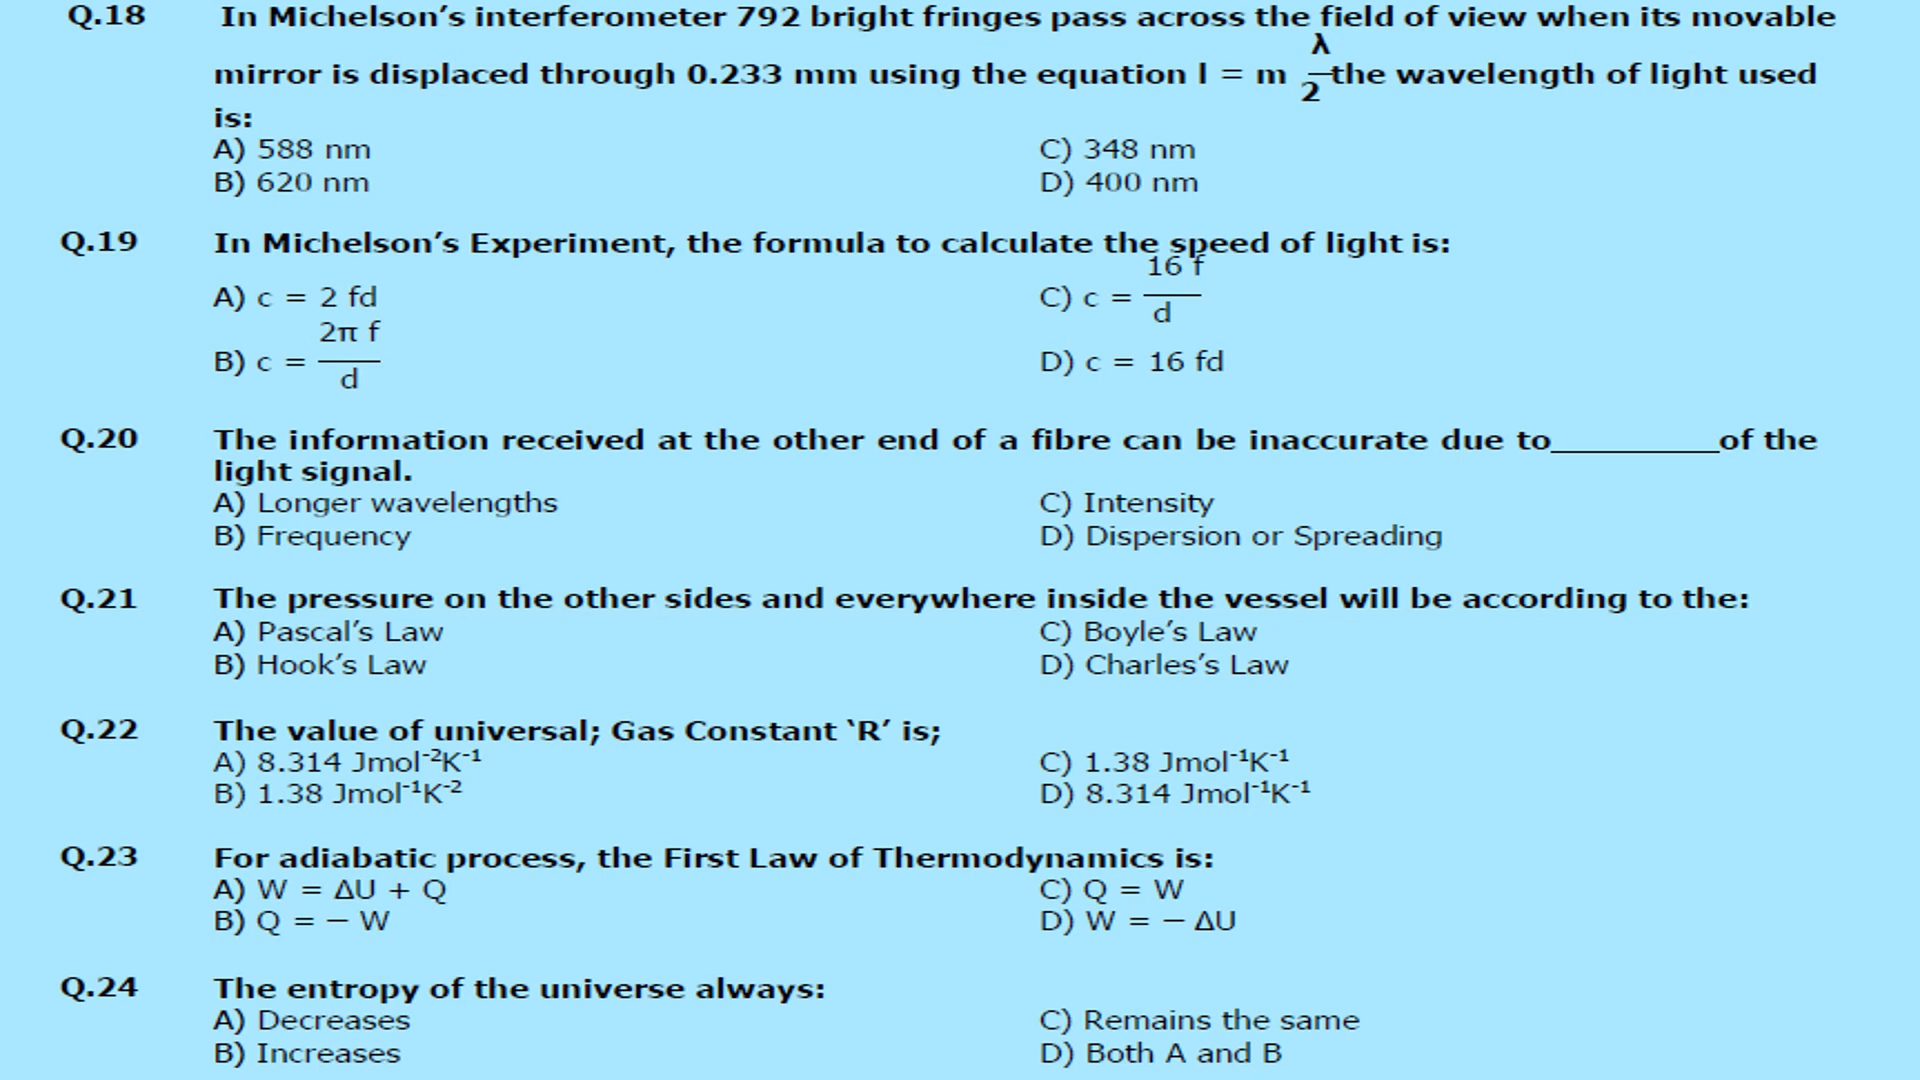 Q.18 In Michelson’s interferometer 792 bright fringes pass across the field of view when its movable
mirror is displaced through 0.233 mm using the equation l = m λ/2 the wavelength of light used
is:
A) 588 nm C) 348 nm
B) 620 nm D) 400 nm
Q.19 In Michelson’s Experiment, the formula to calculate the speed of light is:
A) c = 2 fd C) c = 16 f/d
B) c = 2π f/d D) c = 16 fd
Q.20 The information received at the other end of a fibre can be inaccurate due to_________of the
light signal.
A) Longer wavelengths C) Intensity
B) Frequency D) Dispersion or Spreading
Q.21 The pressure on the other sides and everywhere inside the vessel will be according to the:
A) Pascal’s Law C) Boyle’s Law
B) Hook’s Law D) Charles’s Law
Q.22 The value of universal; Gas Constant ‘R’ is;
A) 8.314 Jmol⁻²K⁻¹ C) 1.38 Jmol⁻¹K⁻¹
B) 1.38 Jmol⁻¹K⁻² D) 8.314 Jmol⁻¹K⁻¹
Q.23 For adiabatic process, the First Law of Thermodynamics is:
A) W = ΔU + Q C) Q = W
B) Q = − W D) W = − ΔU
Q.24 The entropy of the universe always:
A) Decreases C) Remains the same
B) Increases D) Both A and B